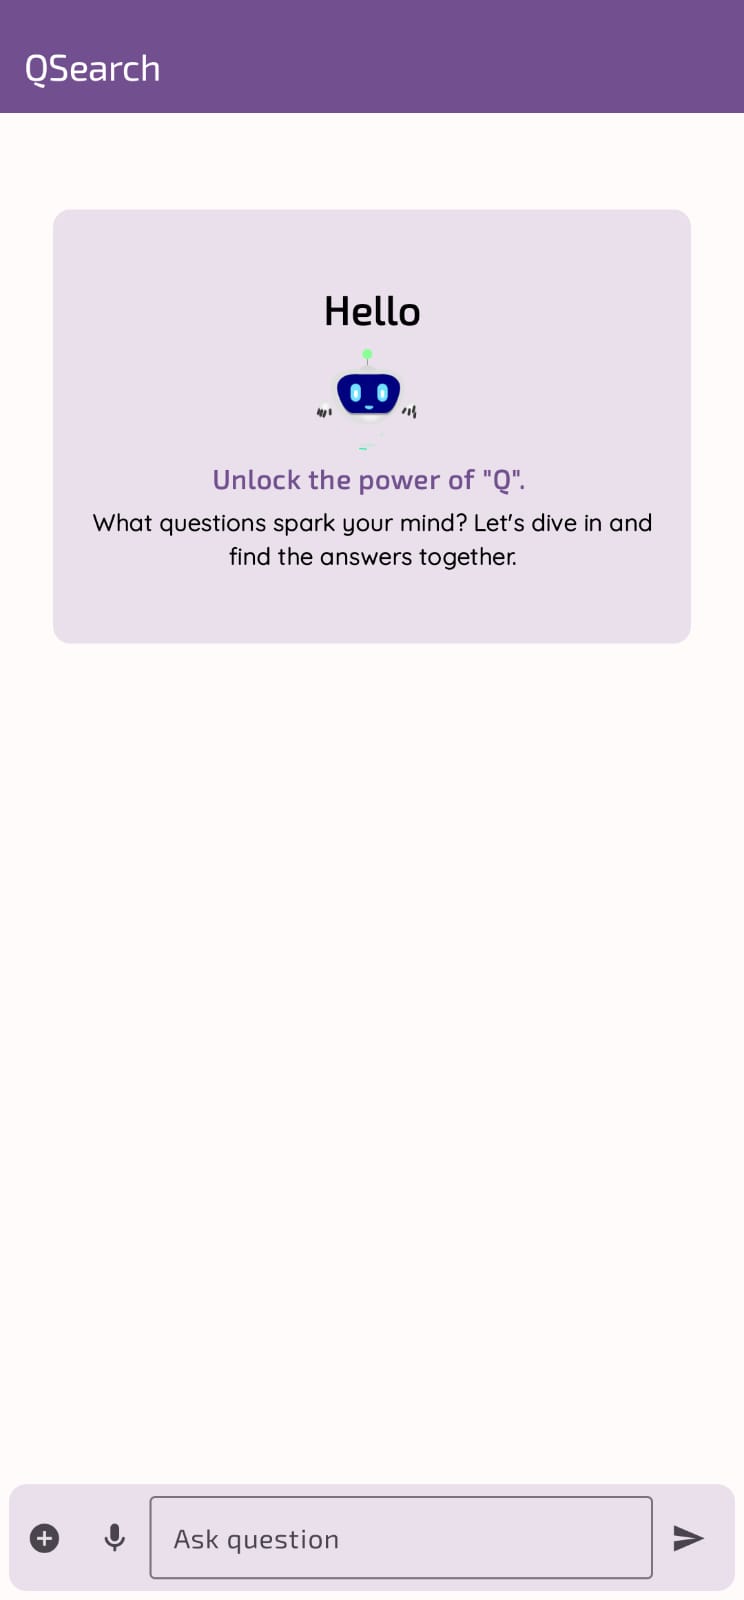 QSearch
Hello
Unlock the power of "Q".
What questions spark your mind? Let's dive in and
find the answers together.
Ask question